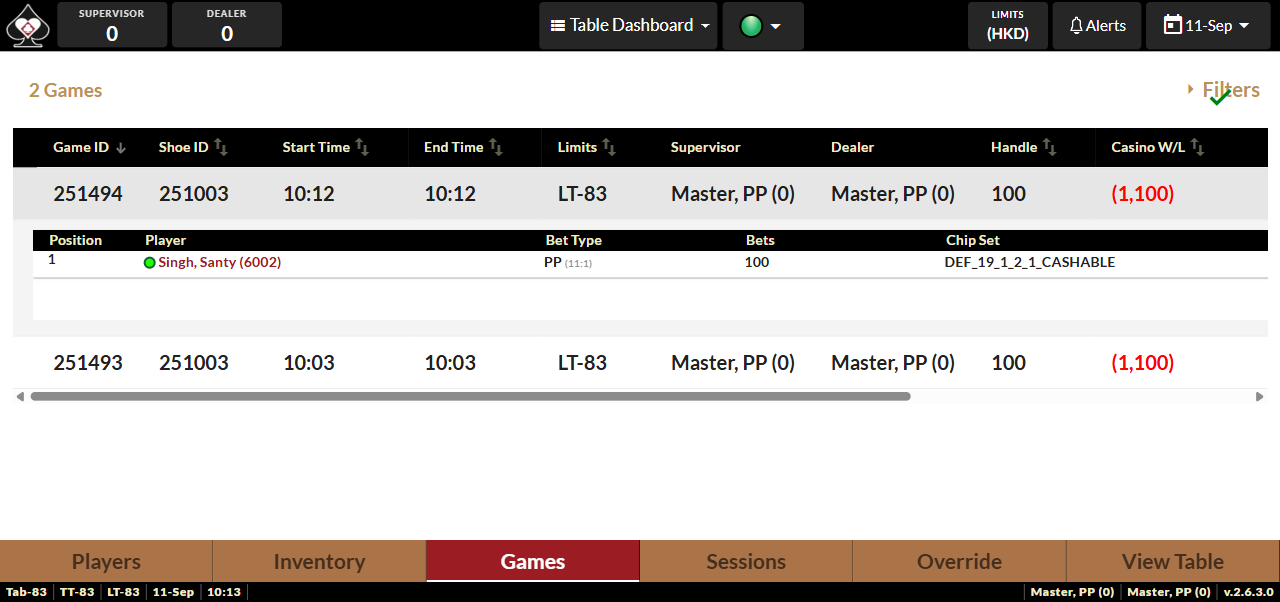 SUPERVISOR DEALER LIMITS
0 0 Table Dashboard (HKD) Alerts 11-Sep
2 Games Filters
Game ID Shoe ID Start Time End Time Limits Supervisor Dealer Handle Casino W/L
251494 251003 10:12 10:12 LT-83 Master, PP (0) Master, PP (0) 100 (1,100)
Position Player Bet Type Bets Chip Set
1 Singh, Santy (6002) PP (11:1) 100 DEF_19_1_2_1_CASHABLE
251493 251003 10:03 10:03 LT-83 Master, PP (0) Master, PP (0) 100 (1,100)
Players Inventory Games Sessions Override View Table
Tab-83 TT-83 LT-83 11-Sep 10:13 Master, PP (0) Master, PP (0) v.2.6.3.0